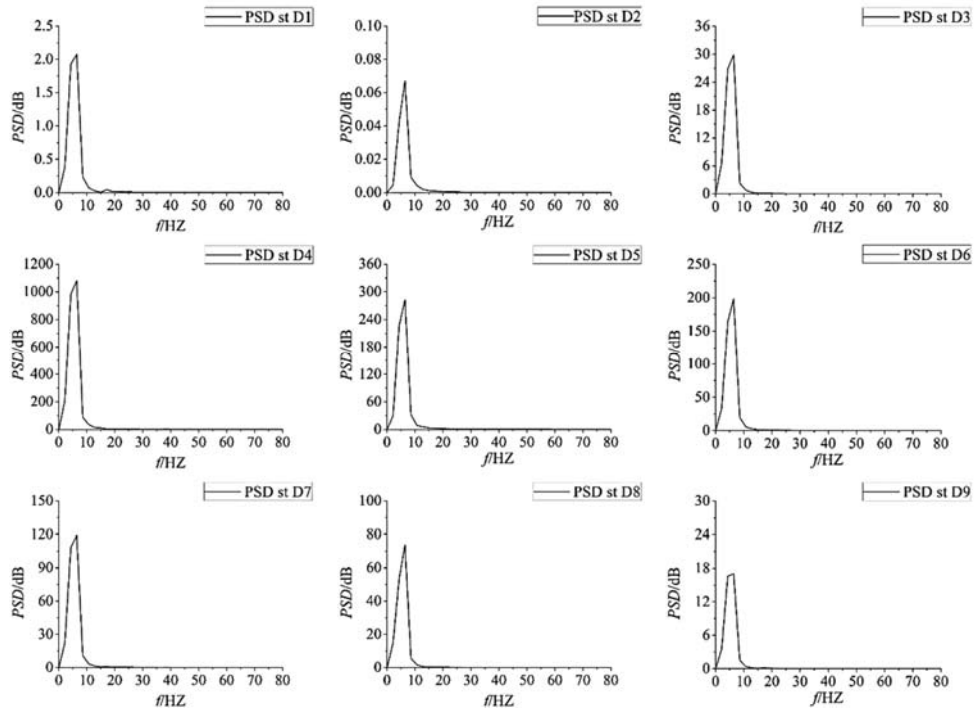 PSD st D1
PSD/dB
2.5
2.0
1.5
1.0
0.5
0.0
0 10 20 30 40 50 60 70 80
f/HZ
PSD st D2
PSD/dB
0.10
0.08
0.06
0.04
0.02
0.00
0 10 20 30 40 50 60 70 80
f/HZ
PSD st D3
PSD/dB
36
30
24
18
12
6
0
0 10 20 30 40 50 60 70 80
f/HZ
PSD st D4
PSD/dB
1200
1000
800
600
400
200
0
0 10 20 30 40 50 60 70 80
f/HZ
PSD st D5
PSD/dB
360
300
240
180
120
60
0
0 10 20 30 40 50 60 70 80
f/HZ
PSD st D6
PSD/dB
250
200
150
100
50
0
0 10 20 30 40 50 60 70 80
f/HZ
PSD st D7
PSD/dB
150
120
90
60
30
0
0 10 20 30 40 50 60 70 80
f/HZ
PSD st D8
PSD/dB
100
80
60
40
20
0
0 10 20 30 40 50 60 70 80
f/HZ
PSD st D9
PSD/dB
30
24
18
12
6
0
0 10 20 30 40 50 60 70 80
f/HZ